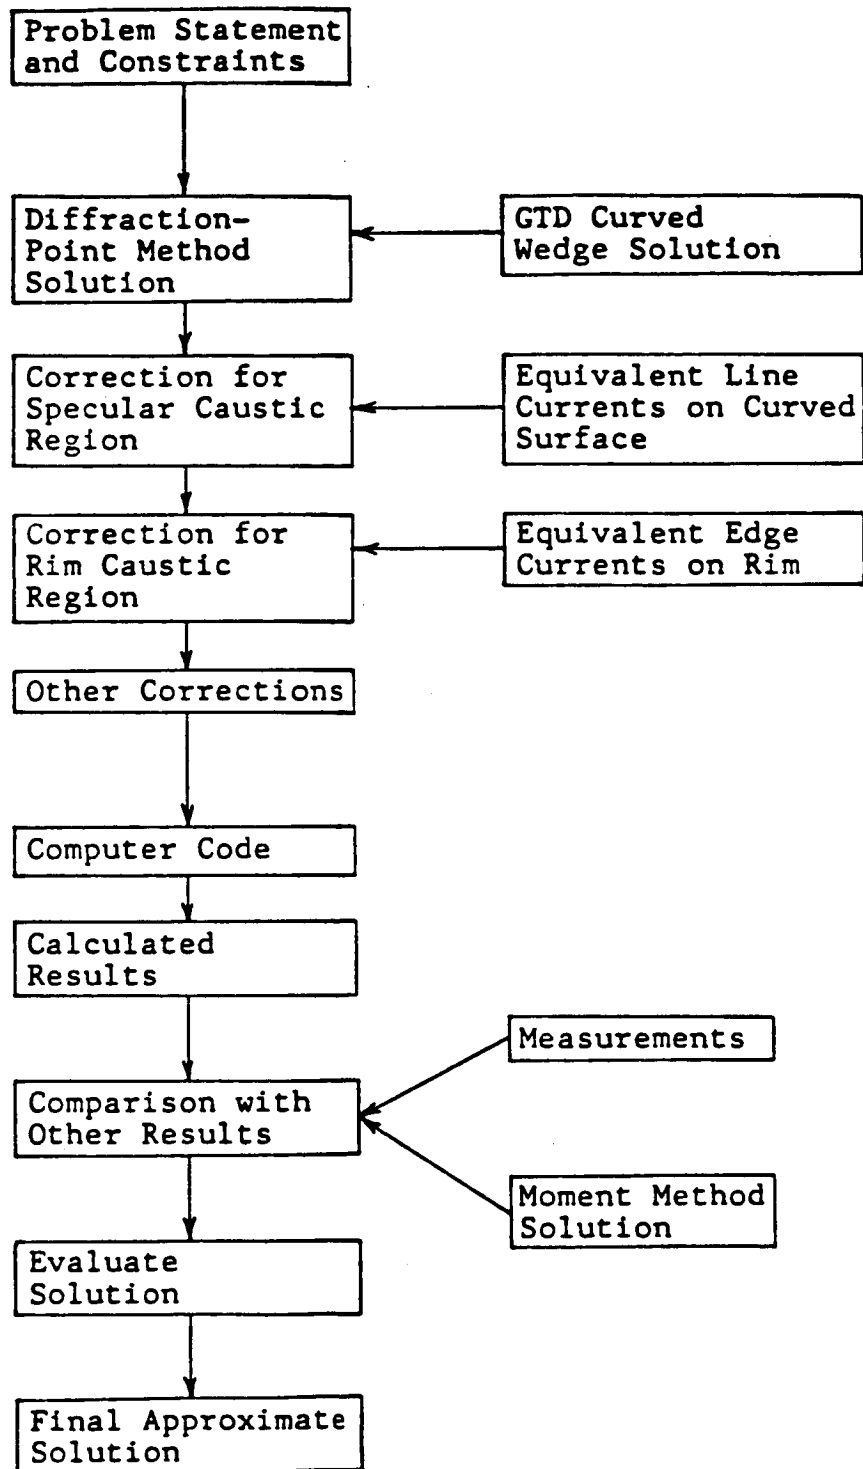 Problem Statement
and Constraints
Diffraction-
Point Method
Solution
GTD Curved
Wedge Solution
Correction for
Specular Caustic
Region
Equivalent Line
Currents on Curved
Surface
Correction for
Rim Caustic
Region
Equivalent Edge
Currents on Rim
Other Corrections
Computer Code
Calculated
Results
Measurements
Comparison with
Other Results
Moment Method
Solution
Evaluate
Solution
Final Approximate
Solution